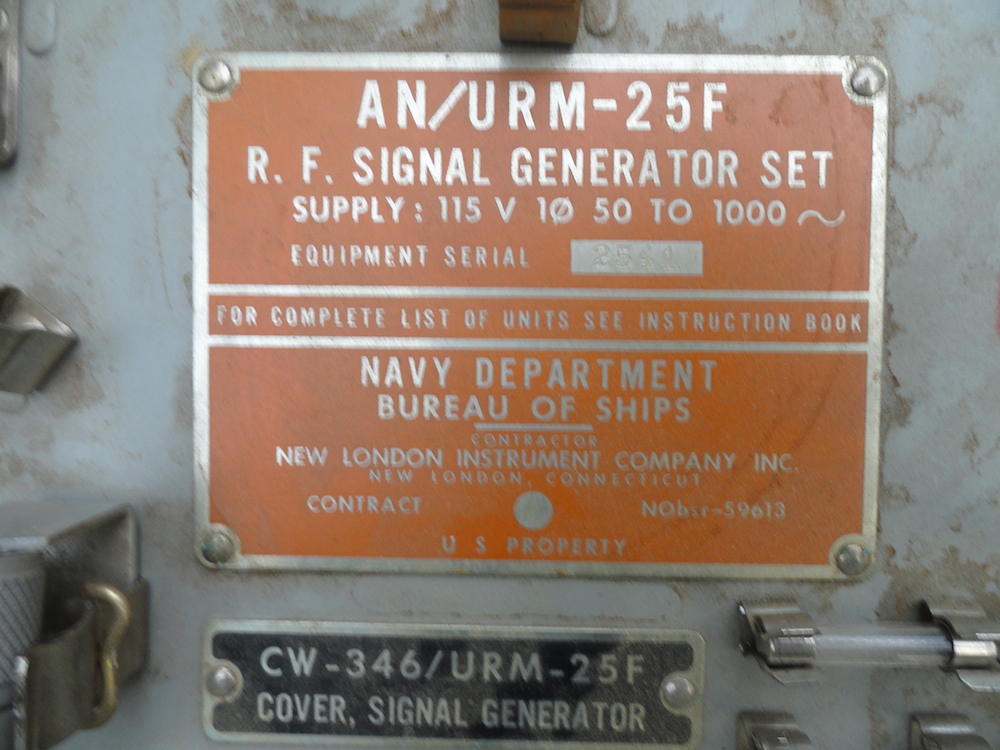 AN/URM-25F
R. F. SIGNAL GENERATOR SET
SUPPLY: 115 V 1Ø 50 TO 1000 ~
EQUIPMENT SERIAL 2541
FOR COMPLETE LIST OF UNITS SEE INSTRUCTION BOOK
NAVY DEPARTMENT
BUREAU OF SHIPS
CONTRACTOR
NEW LONDON INSTRUMENT COMPANY INC.
NEW LONDON, CONNECTICUT
CONTRACT NObsr-59613
U S PROPERTY
CW-346/URM-25F
COVER, SIGNAL GENERATOR